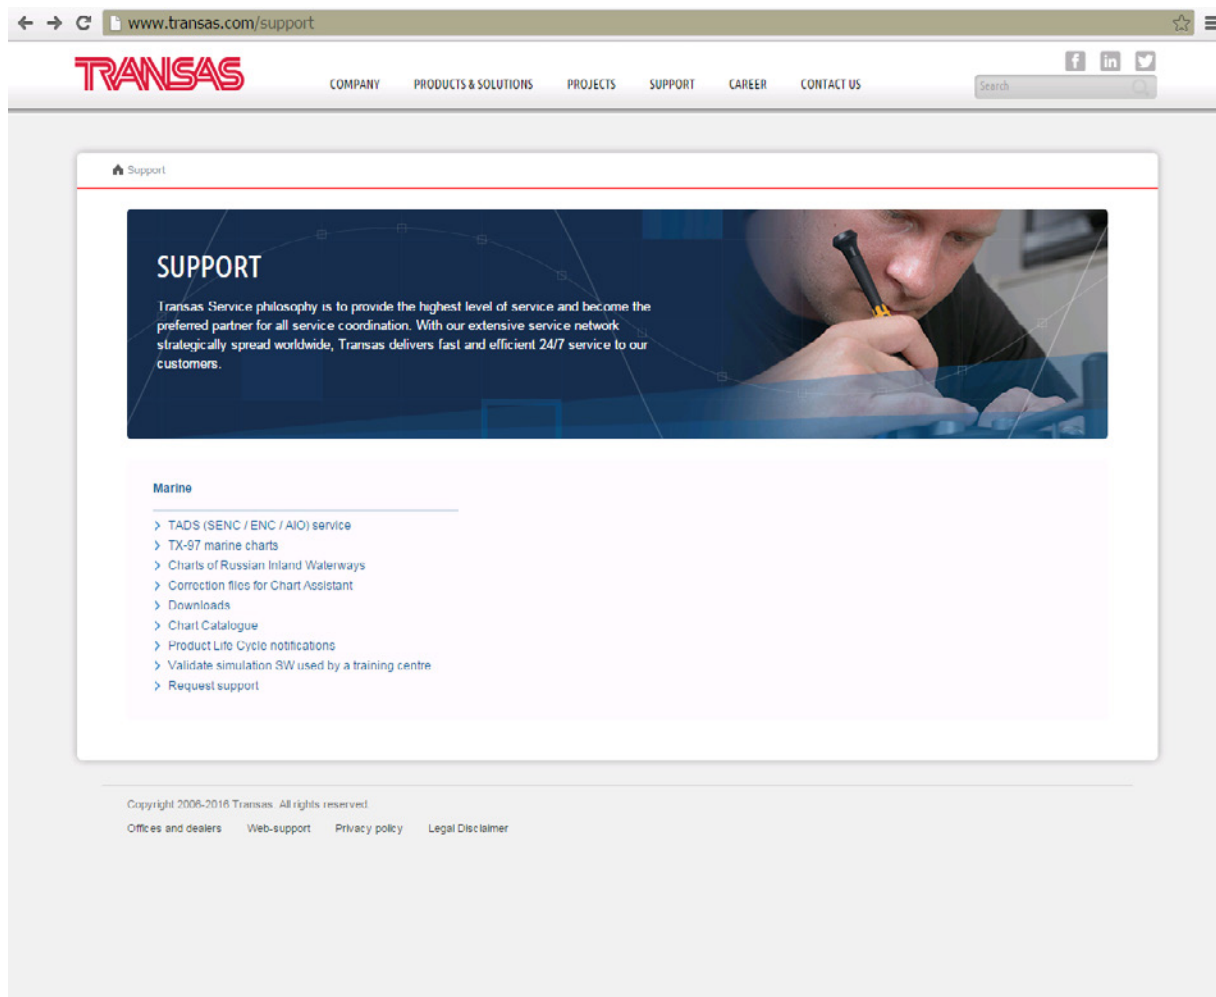 www.transas.com/support
TRANSAS
COMPANY PRODUCTS & SOLUTIONS PROJECTS SUPPORT CAREER CONTACT US
f in
Search
Support
SUPPORT
Transas Service philosophy is to provide the highest level of service and become the
preferred partner for all service coordination. With our extensive service network
strategically spread worldwide, Transas delivers fast and efficient 24/7 service to our
customers.
Marine
TADS (SENC / ENC / AIO) service
TX-97 marine charts
Charts of Russian Inland Waterways
Correction files for Chart Assistant
Downloads
Chart Catalogue
Product Life Cycle notifications
Validate simulation SW used by a training centre
Request support
Copyright 2006-2016 Transas. All rights reserved.
Offices and dealers Web-support Privacy policy Legal Disclaimer